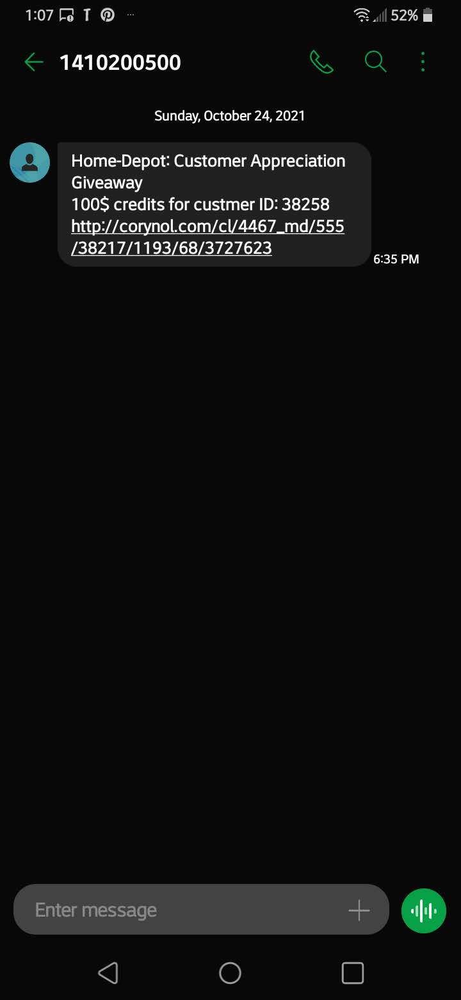 1:07 52%
1410200500
Sunday, October 24, 2021
Home-Depot: Customer Appreciation
Giveaway
100$ credits for custmer ID: 38258
http://corynol.com/cl/4467_md/555
/38217/1193/68/3727623
6:35 PM
Enter message